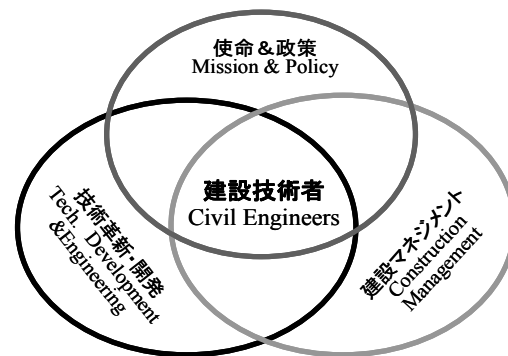 使命＆政策
Mission & Policy
建設技術者
Civil Engineers
技術革新・開発
Tech. Development
&Engineering
建設マネジメント
Construction
Management